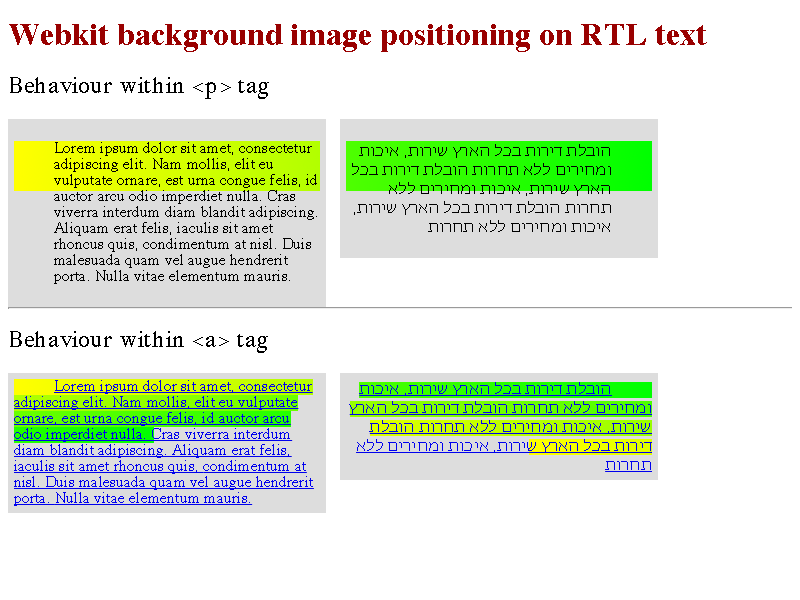 Webkit background image positioning on RTL text
Behaviour within <p> tag
Lorem ipsum dolor sit amet, consectetur
adipiscing elit. Nam mollis, elit eu
vulputate ornare, est urna congue felis, id
auctor arcu odio imperdiet nulla. Cras
viverra interdum diam blandit adipiscing.
Aliquam erat felis, iaculis sit amet
rhoncus quis, condimentum at nisl. Duis
malesuada quam vel augue hendrerit
porta. Nulla vitae elementum mauris.
הובלת דירות בכל הארץ שירות, איכות
ומחירים ללא תחרות הובלת דירות בכל
הארץ שירות, איכות ומחירים ללא
תחרות הובלת דירות בכל הארץ שירות,
איכות ומחירים ללא תחרות
Behaviour within <a> tag
Lorem ipsum dolor sit amet, consectetur
adipiscing elit. Nam mollis, elit eu vulputate
ornare, est urna congue felis, id auctor arcu
odio imperdiet nulla. Cras viverra interdum
diam blandit adipiscing. Aliquam erat felis,
iaculis sit amet rhoncus quis, condimentum at
nisl. Duis malesuada quam vel augue hendrerit
porta. Nulla vitae elementum mauris.
הובלת דירות בכל הארץ שירות, איכות
ומחירים ללא תחרות הובלת דירות בכל הארץ
שירות, איכות ומחירים ללא תחרות הובלת
דירות בכל הארץ שירות, איכות ומחירים ללא
תחרות